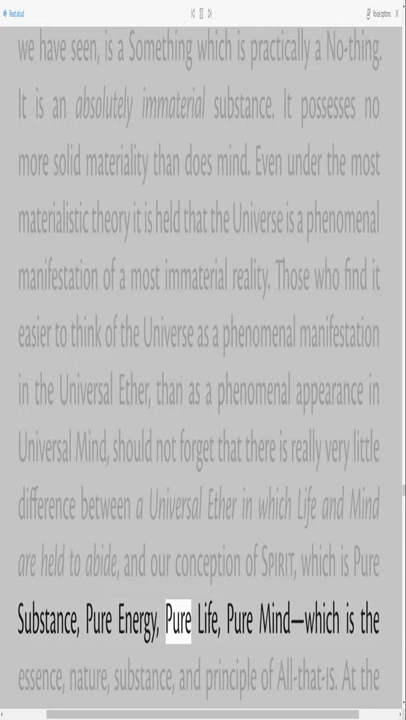 Read aloud
Voice options
we have seen, is a Something which is practically a No-thing.
It is an absolutely immaterial substance. It possesses no
more solid materiality than does mind. Even under the most
materialistic theory it is held that the Universe is a phenomenal
manifestation of a most immaterial reality. Those who find it
easier to think of the Universe as a phenomenal manifestation
in the Universal Ether, than as a phenomenal appearance in
Universal Mind, should not forget that there is really very little
difference between a Universal Ether in which Life and Mind
are held to abide, and our conception of SPIRIT, which is Pure
Substance, Pure Energy, Pure Life, Pure Mind—which is the
essence, nature, substance, and principle of All-that-is. At the